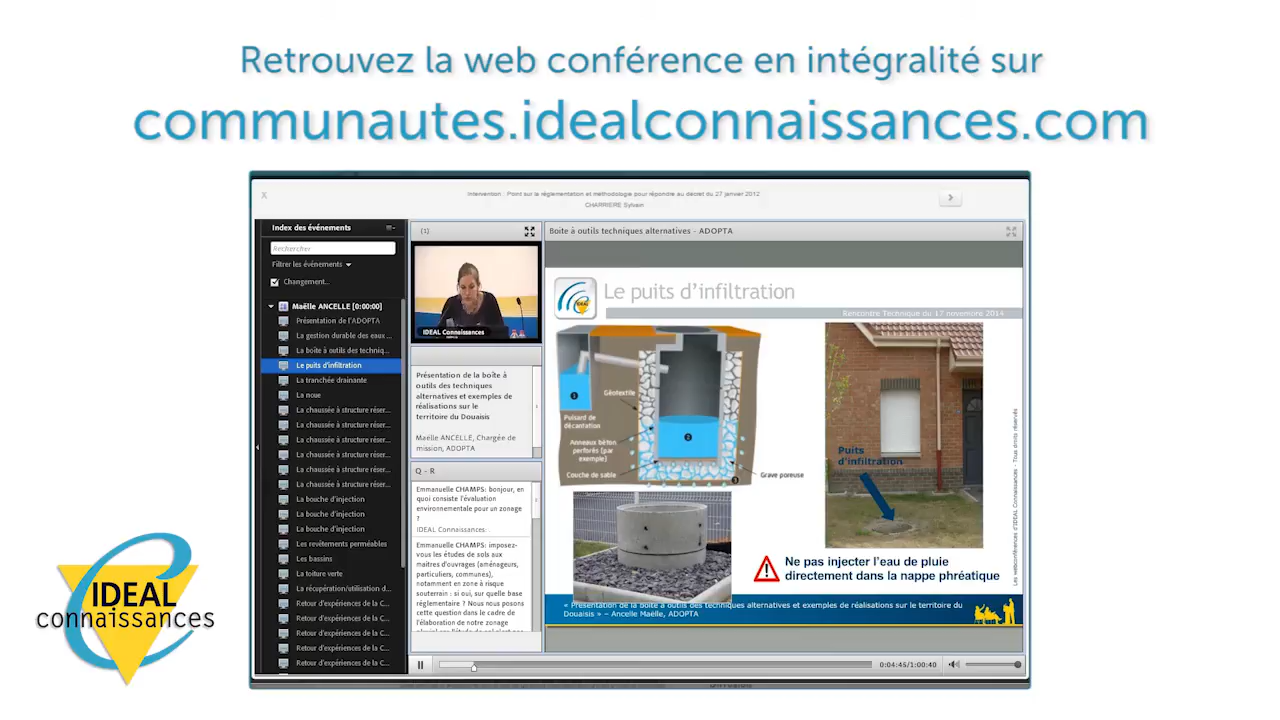 Retrouvez la web conférence en intégralité sur
communautes.idealconnaissances.com
X
Intervention : Point sur la réglementation et méthodologie pour répondre au décret du 27 janvier 2012
CHARRIERE Sylvain
Index des événements
Rechercher
Filtrer les événements
Changement...
Maëlle ANCELLE [0:00:00]
Présentation de l'ADOPTA
La gestion durable des eaux ...
La boîte à outils des techniq...
Le puits d'infiltration
La tranchée drainante
La noue
La chaussée à structure réser...
La chaussée à structure réser...
La chaussée à structure réser...
La chaussée à structure réser...
La chaussée à structure réser...
La chaussée à structure réser...
La bouche d'injection
La bouche d'injection
La bouche d'injection
Les revêtements perméables
Les bassins
La toiture verte
La récupération/utilisation d...
Retour d'expériences de la C...
Retour d'expériences de la C...
Retour d'expériences de la C...
Retour d'expériences de la C...
Retour d'expériences de la C...
(1)
IDEAL Connaissances
Présentation de la boîte à
outils des techniques
alternatives et exemples de
réalisations sur le
territoire du Douaisis
Maëlle ANCELLE, Chargée de
mission, ADOPTA
Q - R
Emmanuelle CHAMPS: bonjour, en
quoi consiste l'évaluation
environnementale pour un zonage
?
IDEAL Connaissances:
Emmanuelle CHAMPS: imposez-
vous les études de sols aux
maitres d'ouvrages (aménageurs,
particuliers, communes),
notamment en zone à risque
souterrain : si oui, sur quelle base
réglementaire ? Nous nous posons
cette question dans le cadre de
l'élaboration de notre zonage
Boite à outils techniques alternatives - ADOPTA
IDEAL
Le puits d'infiltration
Rencontre Technique du 17 novembre 2014
1
Puisard de
décantation
Géotextile
Anneaux béton
perforés (par
exemple)
Couche de sable
2
3
Grave poreuse
Puits
d'infiltration
Ne pas injecter l'eau de pluie
directement dans la nappe phréatique
Les webconférences d'IDEAL Connaissances - Tous droits réservés
« Présentation de la boite à outils des techniques alternatives et exemples de réalisations sur le territoire du
Douaisis » – Ancelle Maëlle, ADOPTA
0:04:45/1:00:40
IDEAL
connaissances